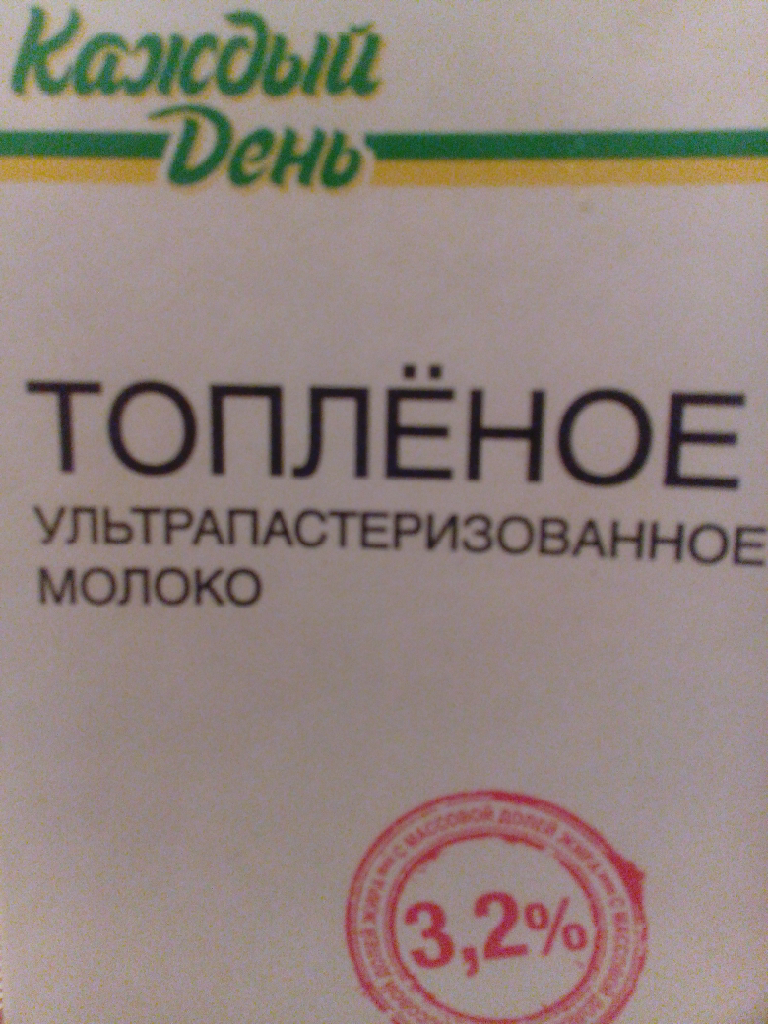 Каждый
День
ТОПЛЁНОЕ
УЛЬТРАПАСТЕРИЗОВАННОЕ
МОЛОКО
С МАССОВОЙ ДОЛЕЙ ЖИРА
3,2%